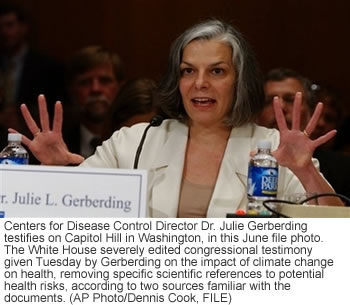 r. Julie L. Gerberding
Centers for Disease Control Director Dr. Julie Gerberding
testifies on Capitol Hill in Washington, in this June file photo.
The White House severely edited congressional testimony
given Tuesday by Gerberding on the impact of climate change
on health, removing specific scientific references to potential
health risks, according to two sources familiar with the
document. (AP Photo/Dennis Cook, FILE)